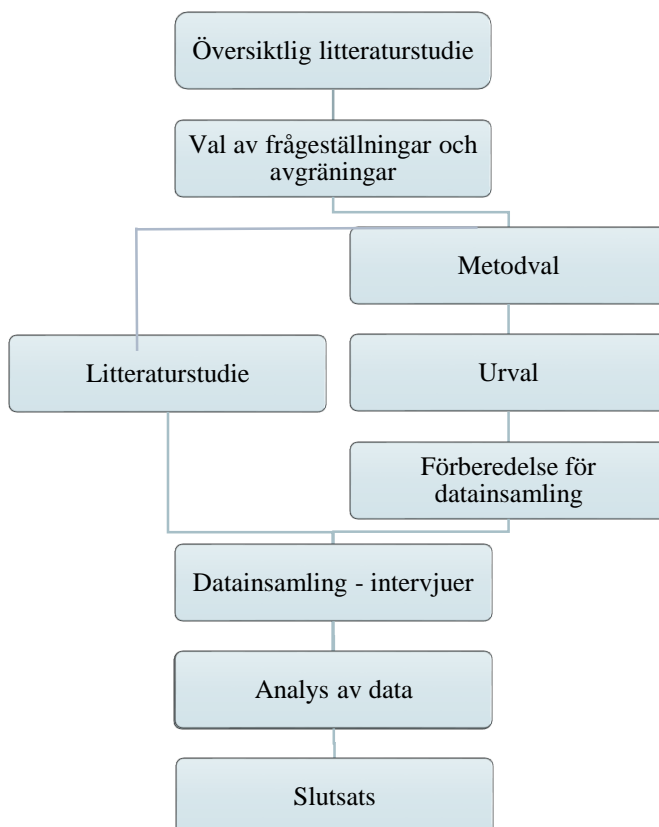 Översiktlig litteraturstudie
Val av frågeställningar och
avgräningar
Metodval
Litteraturstudie
Urval
Förberedelse för
datainsamling
Datainsamling - intervjuer
Analys av data
Slutsats